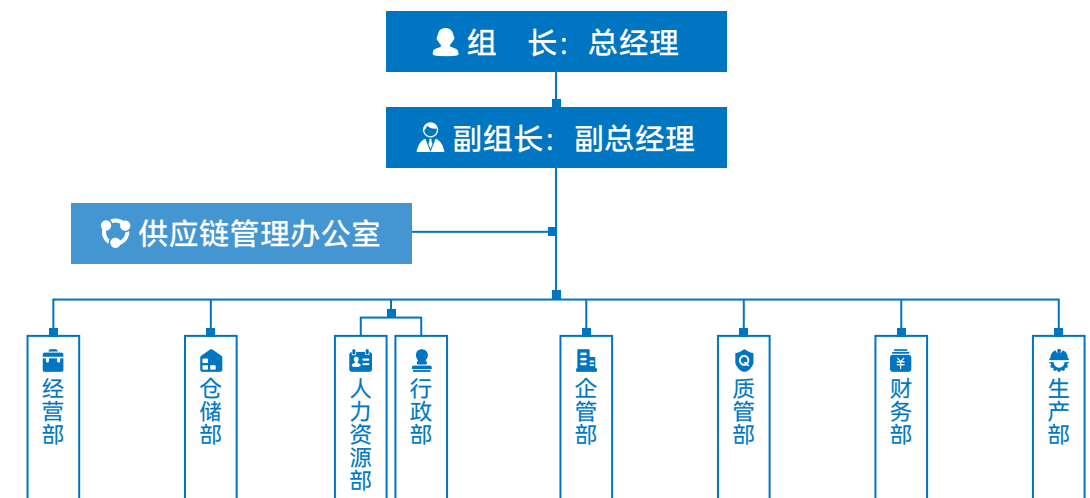 组 长：总经理
副组长：副总经理
供应链管理办公室
经营部
仓储部
人力资源部
行政部
企管部
质管部
财务部
生产部